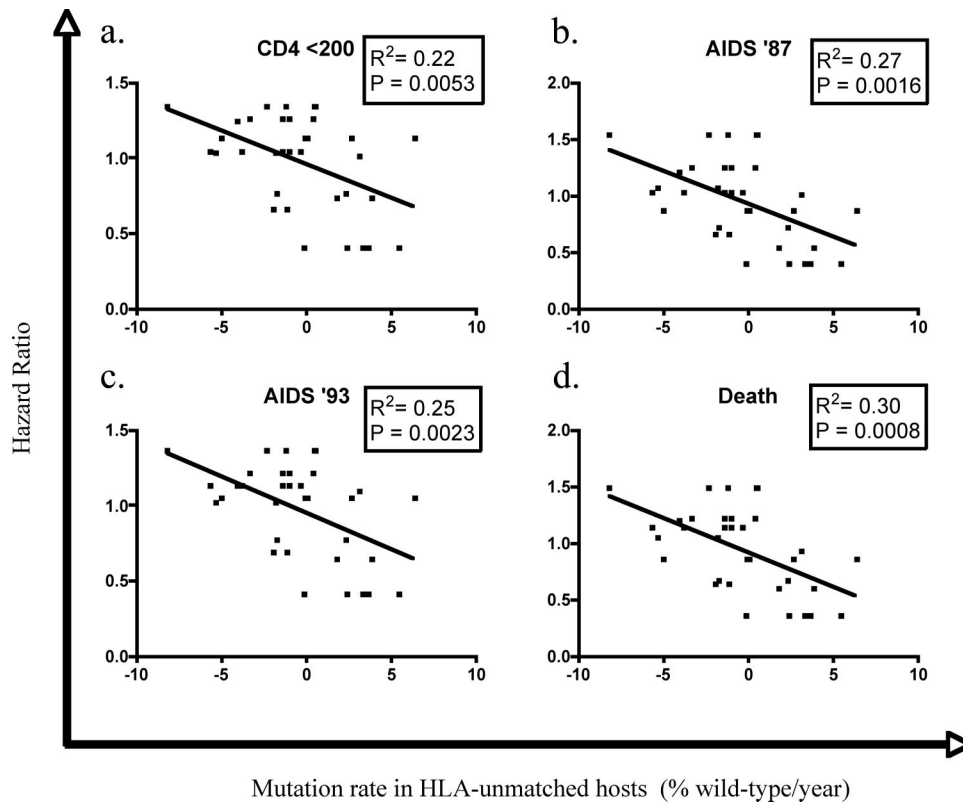 a.
CD4 <200
R²= 0.22
P = 0.0053
1.5
1.0
0.5
0.0
-10
-5
0
5
10
b.
AIDS '87
R²= 0.27
P = 0.0016
2.0
1.5
1.0
0.5
0.0
-10
-5
0
5
10
c.
AIDS '93
R²= 0.25
P = 0.0023
1.5
1.0
0.5
0.0
-10
-5
0
5
10
d.
Death
R²= 0.30
P = 0.0008
2.0
1.5
1.0
0.5
0.0
-10
-5
0
5
10
Hazard Ratio
Mutation rate in HLA-unmatched hosts (% wild-type/year)